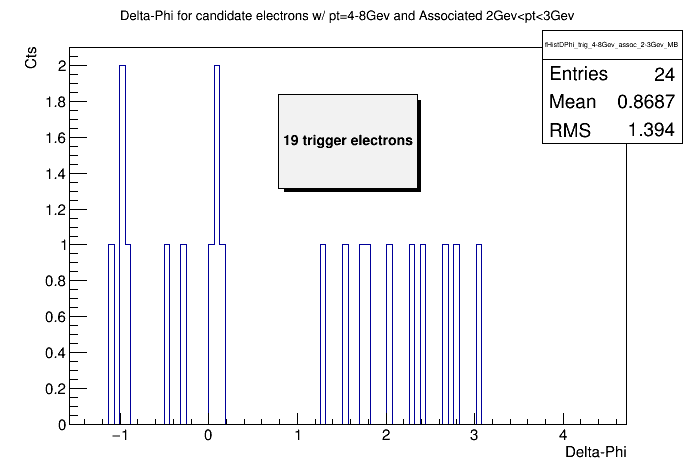 Delta-Phi for candidate electrons w/ pt=4-8Gev and Associated 2Gev<pt<3Gev
fHistDPhi_trig_4-8Gev_assoc_2-3Gev_MB
Entries 24
Mean 0.8687
RMS 1.394
Cts
19 trigger electrons
2
1.8
1.6
1.4
1.2
1
0.8
0.6
0.4
0.2
0
−1 0 1 2 3 4
Delta-Phi